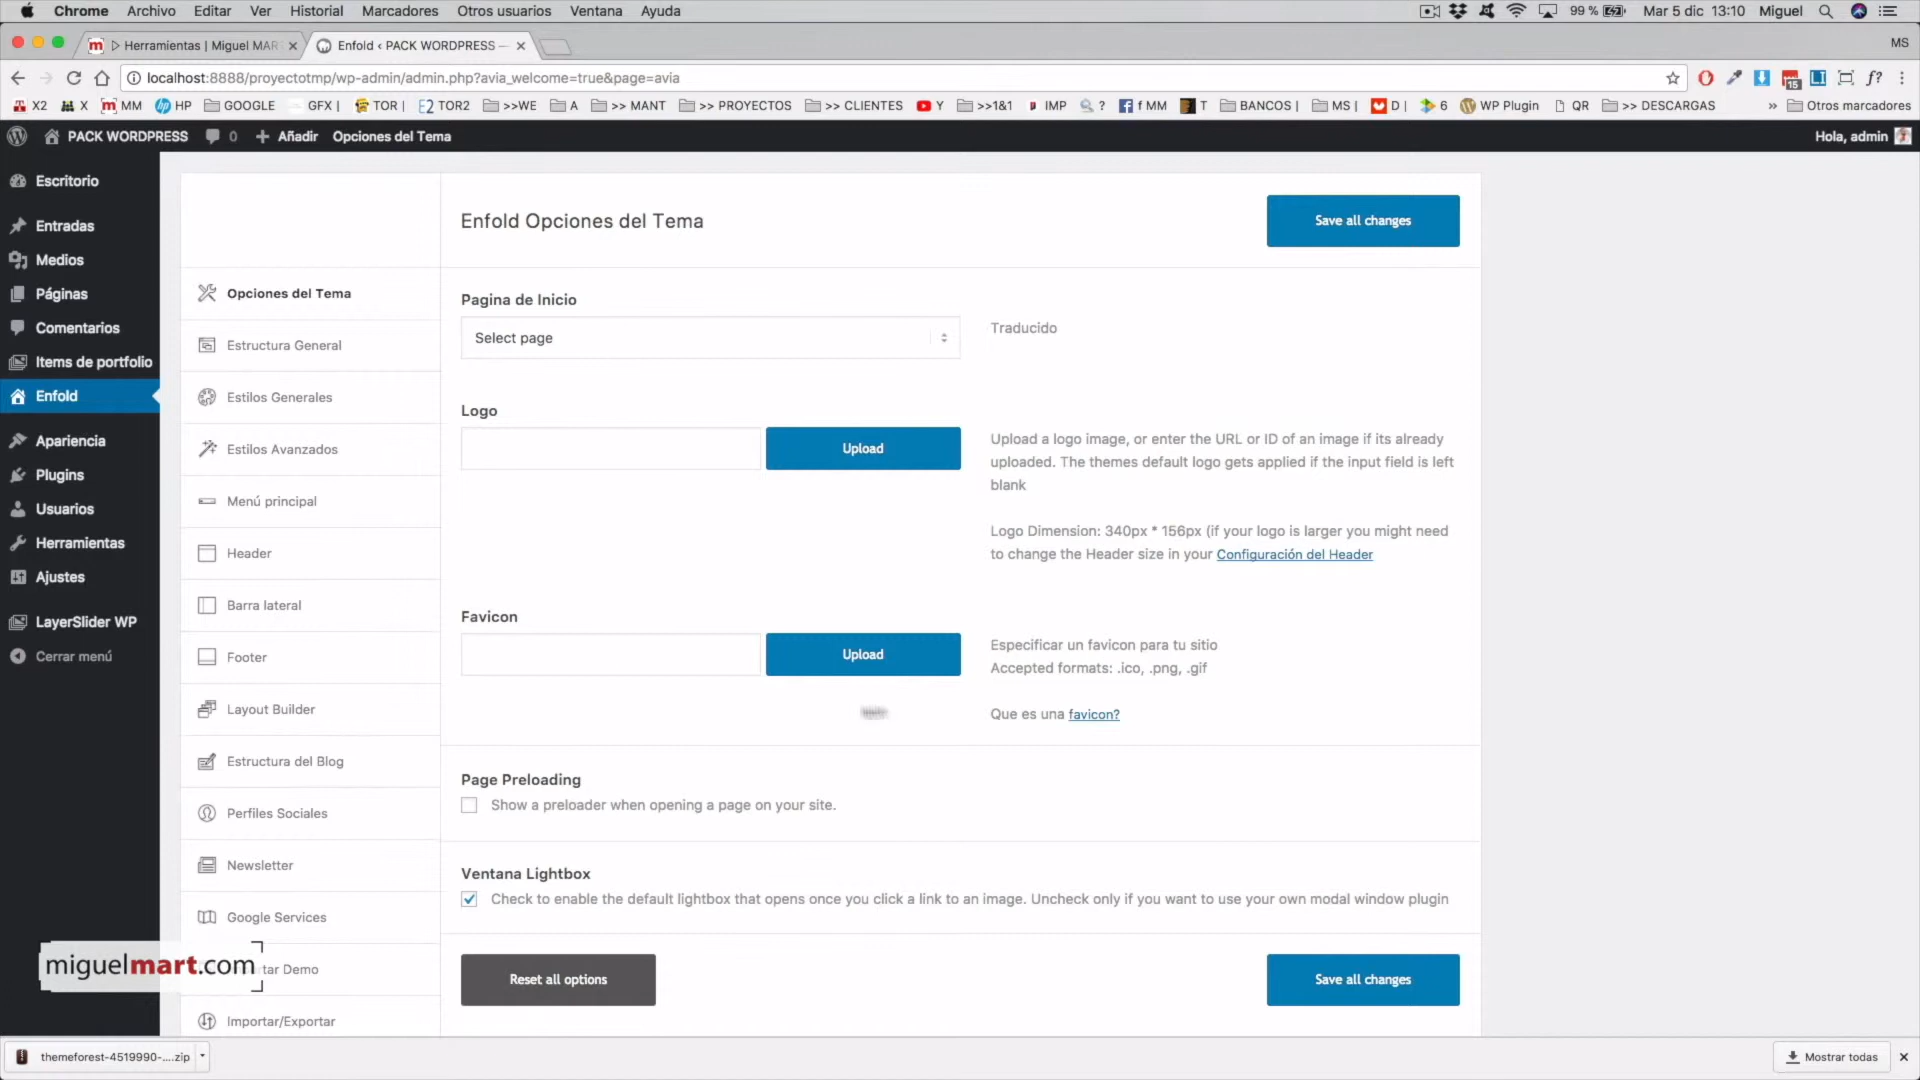 Chrome Archivo Editar Ver Historial Marcadores Otros usuarios Ventana Ayuda 99 % Mar 5 dic 13:10 Miguel
Herramientas | Miguel MAR Enfold ‹ PACK WORDPRESS — MS
localhost:8888/proyectotmp/wp-admin/admin.php?avia_welcome=true&page=avia 15 f?
X2 X MM HP GOOGLE GFX | TOR | TOR2 >>WE A >> MANT >> PROYECTOS >> CLIENTES Y >>1&1 IMP ? f MM T BANCOS | MS | D | 6 WP Plugin QR >> DESCARGAS » Otros marcadores
PACK WORDPRESS 0 + Añadir Opciones del Tema Hola, admin
Escritorio
Entradas
Medios
Páginas
Comentarios
Items de portfolio
Enfold
Apariencia
Plugins
Usuarios
Herramientas
Ajustes
LayerSlider WP
Cerrar menú
Opciones del Tema
Estructura General
Estilos Generales
Estilos Avanzados
Menú principal
Header
Barra lateral
Footer
Layout Builder
Estructura del Blog
Perfiles Sociales
Newsletter
Google Services
tar Demo
Importar/Exportar
Enfold Opciones del Tema Save all changes
Pagina de Inicio
Select page Traducido
Logo
Upload
Upload a logo image, or enter the URL or ID of an image if its already
uploaded. The themes default logo gets applied if the input field is left
blank
Logo Dimension: 340px * 156px (if your logo is larger you might need
to change the Header size in your Configuración del Header
Favicon
Upload
Especificar un favicon para tu sitio
Accepted formats: .ico, .png, .gif
Que es una favicon?
Page Preloading
Show a preloader when opening a page on your site.
Ventana Lightbox
Check to enable the default lightbox that opens once you click a link to an image. Uncheck only if you want to use your own modal window plugin
Reset all options Save all changes
miguelmart.com
themeforest-4519990-....zip Mostrar todas